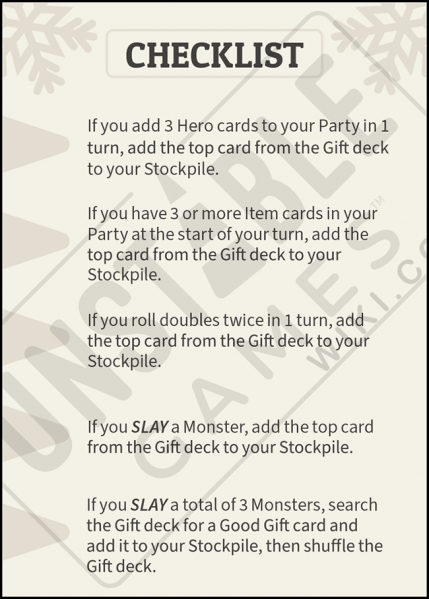 CHECKLIST
If you add 3 Hero cards to your Party in 1
turn, add the top card from the Gift deck
to your Stockpile.
If you have 3 or more Item cards in your
Party at the start of your turn, add the
top card from the Gift deck to your
Stockpile.
If you roll doubles twice in 1 turn, add
the top card from the Gift deck to your
Stockpile.
If you SLAY a Monster, add the top card
from the Gift deck to your Stockpile.
If you SLAY a total of 3 Monsters, search
the Gift deck for a Good Gift card and
add it to your Stockpile, then shuffle the
Gift deck.
UNSTABLE
GAMES™
WIKI.CO